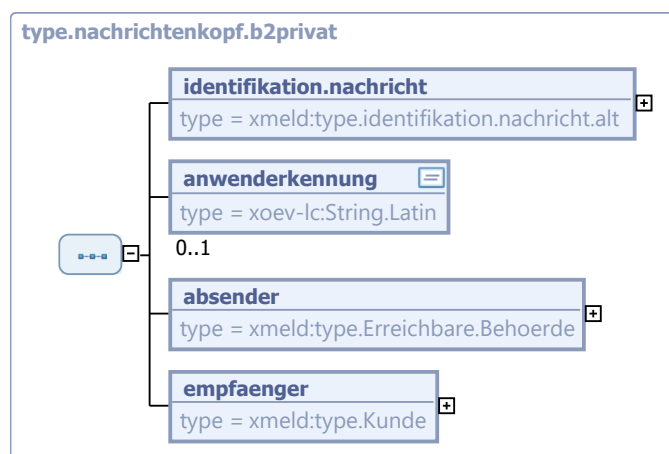 type.nachrichtenkopf.b2privat
identifikation.nachricht
type = xmeld:type.identifikation.nachricht.alt
anwenderkennung
type = xoev-lc:String.Latin
0..1
absender
type = xmeld:type.Erreichbare.Behoerde
empfaenger
type = xmeld:type.Kunde